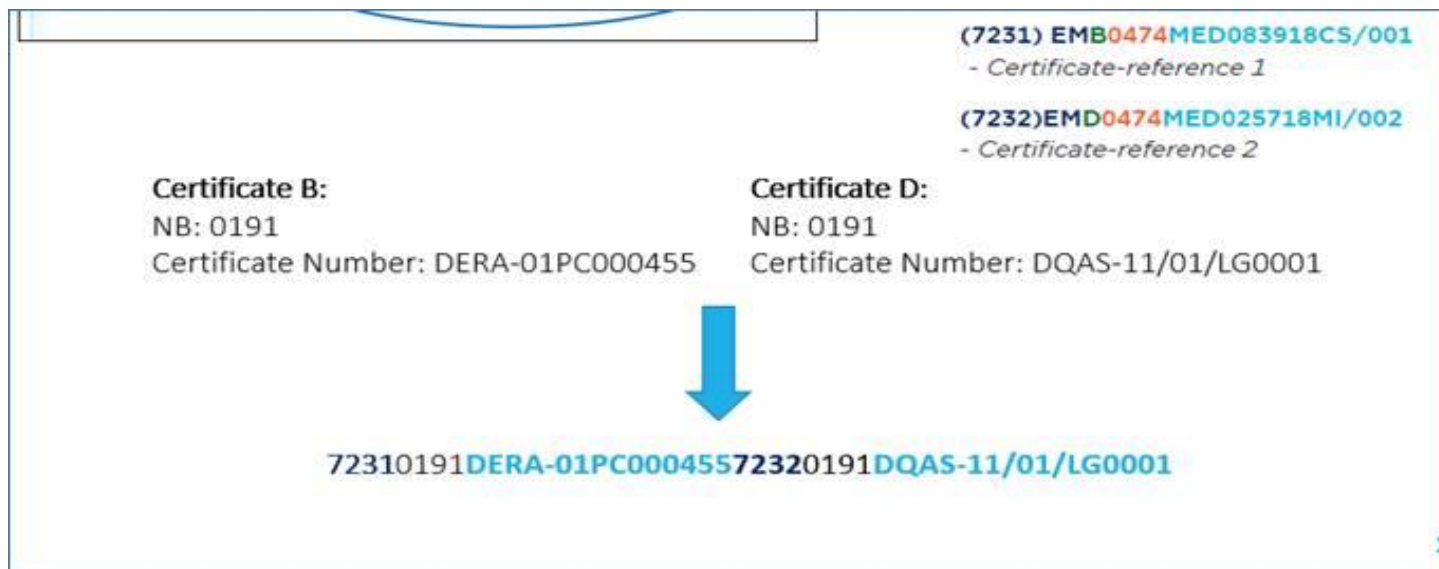 (7231) EMB0474MED083918CS/001
- Certificate-reference 1
(7232)EMD0474MED025718MI/002
- Certificate-reference 2
Certificate B:
NB: 0191
Certificate Number: DERA-01PC000455
Certificate D:
NB: 0191
Certificate Number: DQAS-11/01/LG0001
72310191DERA-01PC00045572320191DQAS-11/01/LG0001